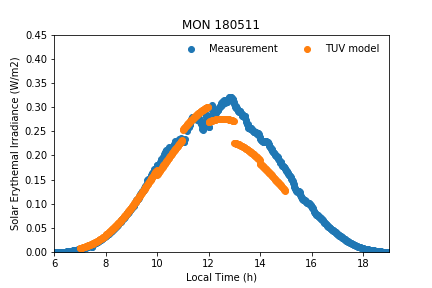 MON 180511
Measurement
TUV model
Solar Erythemal Irradiance (W/m2)
0.45
0.40
0.35
0.30
0.25
0.20
0.15
0.10
0.05
0.00
6 8 10 12 14 16 18
Local Time (h)